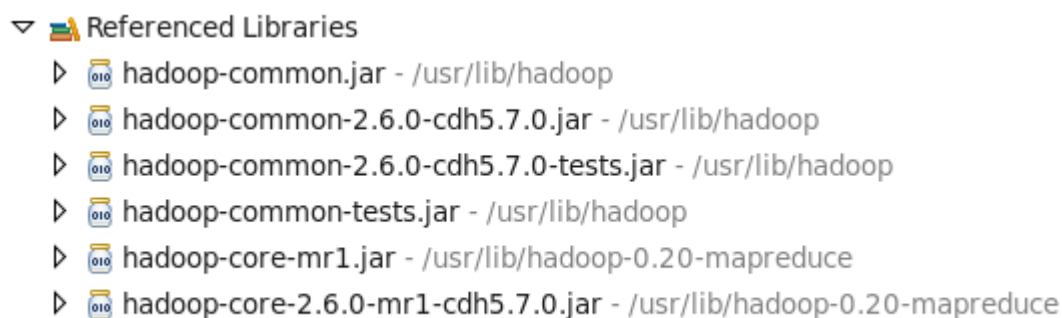 Referenced Libraries
hadoop-common.jar - /usr/lib/hadoop
hadoop-common-2.6.0-cdh5.7.0.jar - /usr/lib/hadoop
hadoop-common-2.6.0-cdh5.7.0-tests.jar - /usr/lib/hadoop
hadoop-common-tests.jar - /usr/lib/hadoop
hadoop-core-mr1.jar - /usr/lib/hadoop-0.20-mapreduce
hadoop-core-2.6.0-mr1-cdh5.7.0.jar - /usr/lib/hadoop-0.20-mapreduce